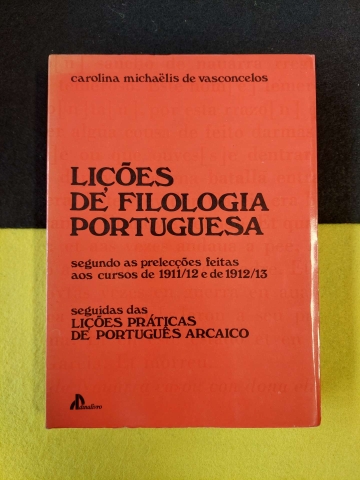 carolina michaëlis de vasconcelos
LIÇÕES
DE FILOLOGIA
PORTUGUESA
segundo as prelecções feitas
aos cursos de 1911/12 e de 1912/13
seguidas das
LIÇÕES PRÁTICAS
DE PORTUGUÊS ARCAICO
dinalivro